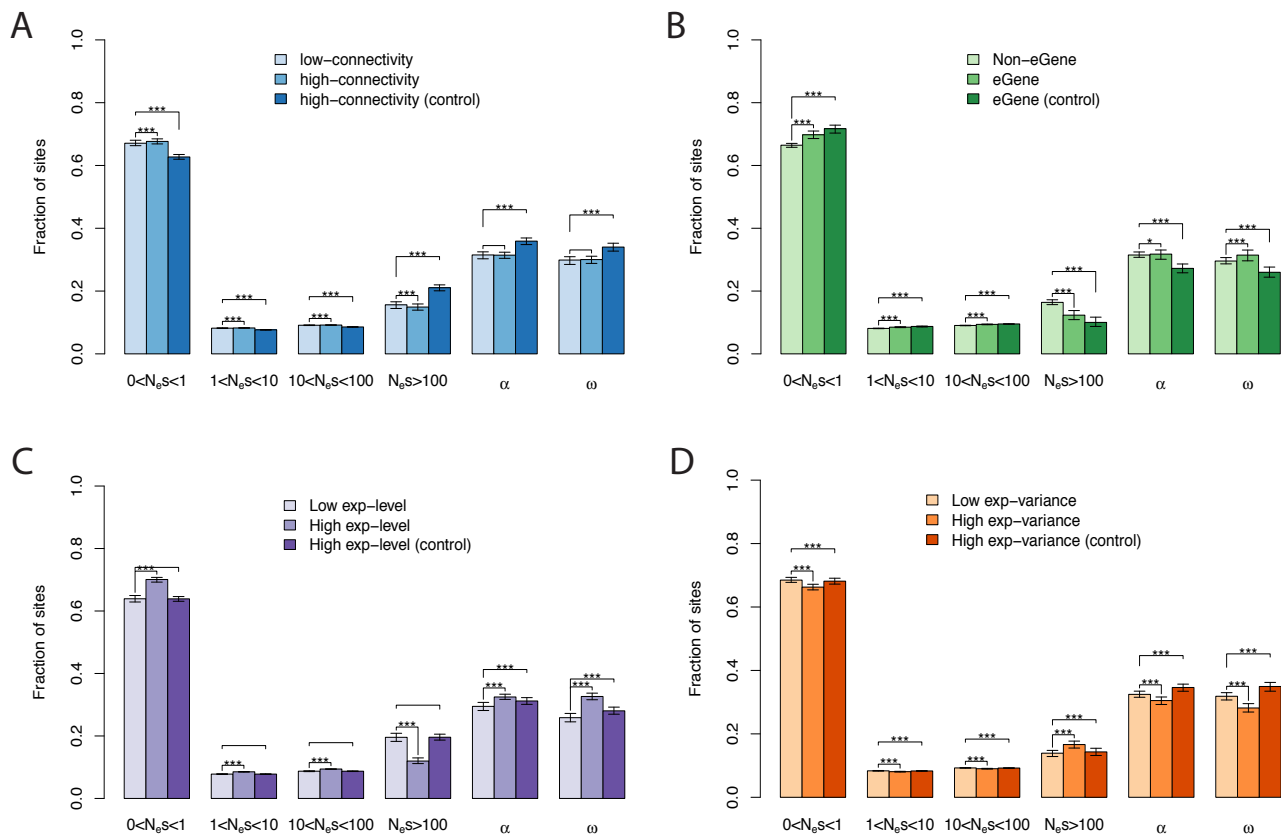 A
Fraction of sites
1.0
0.8
0.6
0.4
0.2
0.0
low−connectivity
high−connectivity
high−connectivity (control)
***
***
***
***
***
***
***
***
***
***
0<Nₑs<1
1<Nₑs<10
10<Nₑs<100
Nₑs>100
α
ω
B
Fraction of sites
1.0
0.8
0.6
0.4
0.2
0.0
Non−eGene
eGene
eGene (control)
***
***
***
***
***
***
***
***
***
*
***
***
0<Nₑs<1
1<Nₑs<10
10<Nₑs<100
Nₑs>100
α
ω
C
Fraction of sites
1.0
0.8
0.6
0.4
0.2
0.0
Low exp−level
High exp−level
High exp−level (control)
***
***
***
***
***
***
***
***
0<Nₑs<1
1<Nₑs<10
10<Nₑs<100
Nₑs>100
α
ω
D
Fraction of sites
1.0
0.8
0.6
0.4
0.2
0.0
Low exp−variance
High exp−variance
High exp−variance (control)
***
***
***
***
***
***
***
***
***
***
***
***
0<Nₑs<1
1<Nₑs<10
10<Nₑs<100
Nₑs>100
α
ω